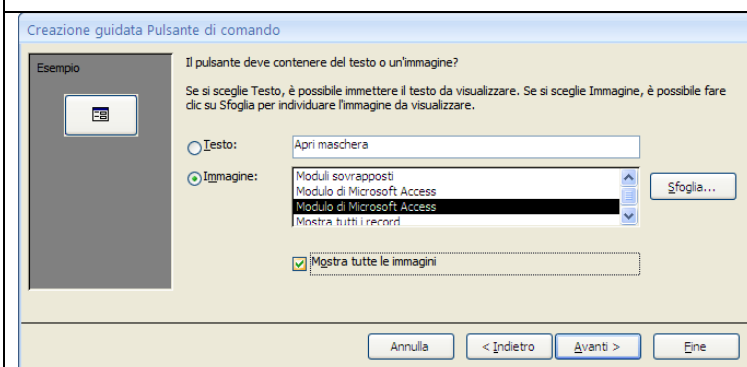 Creazione guidata Pulsante di comando
Esempio
Il pulsante deve contenere del testo o un'immagine?
Se si sceglie Testo, è possibile immettere il testo da visualizzare. Se si sceglie Immagine, è possibile fare
clic su Sfoglia per individuare l'immagine da visualizzare.
Testo:
Apri maschera
Immagine:
Moduli sovrapposti
Modulo di Microsoft Access
Modulo di Microsoft Access
Mostra tutti i record
Sfoglia...
Mostra tutte le immagini
Annulla
< Indietro
Avanti >
Fine